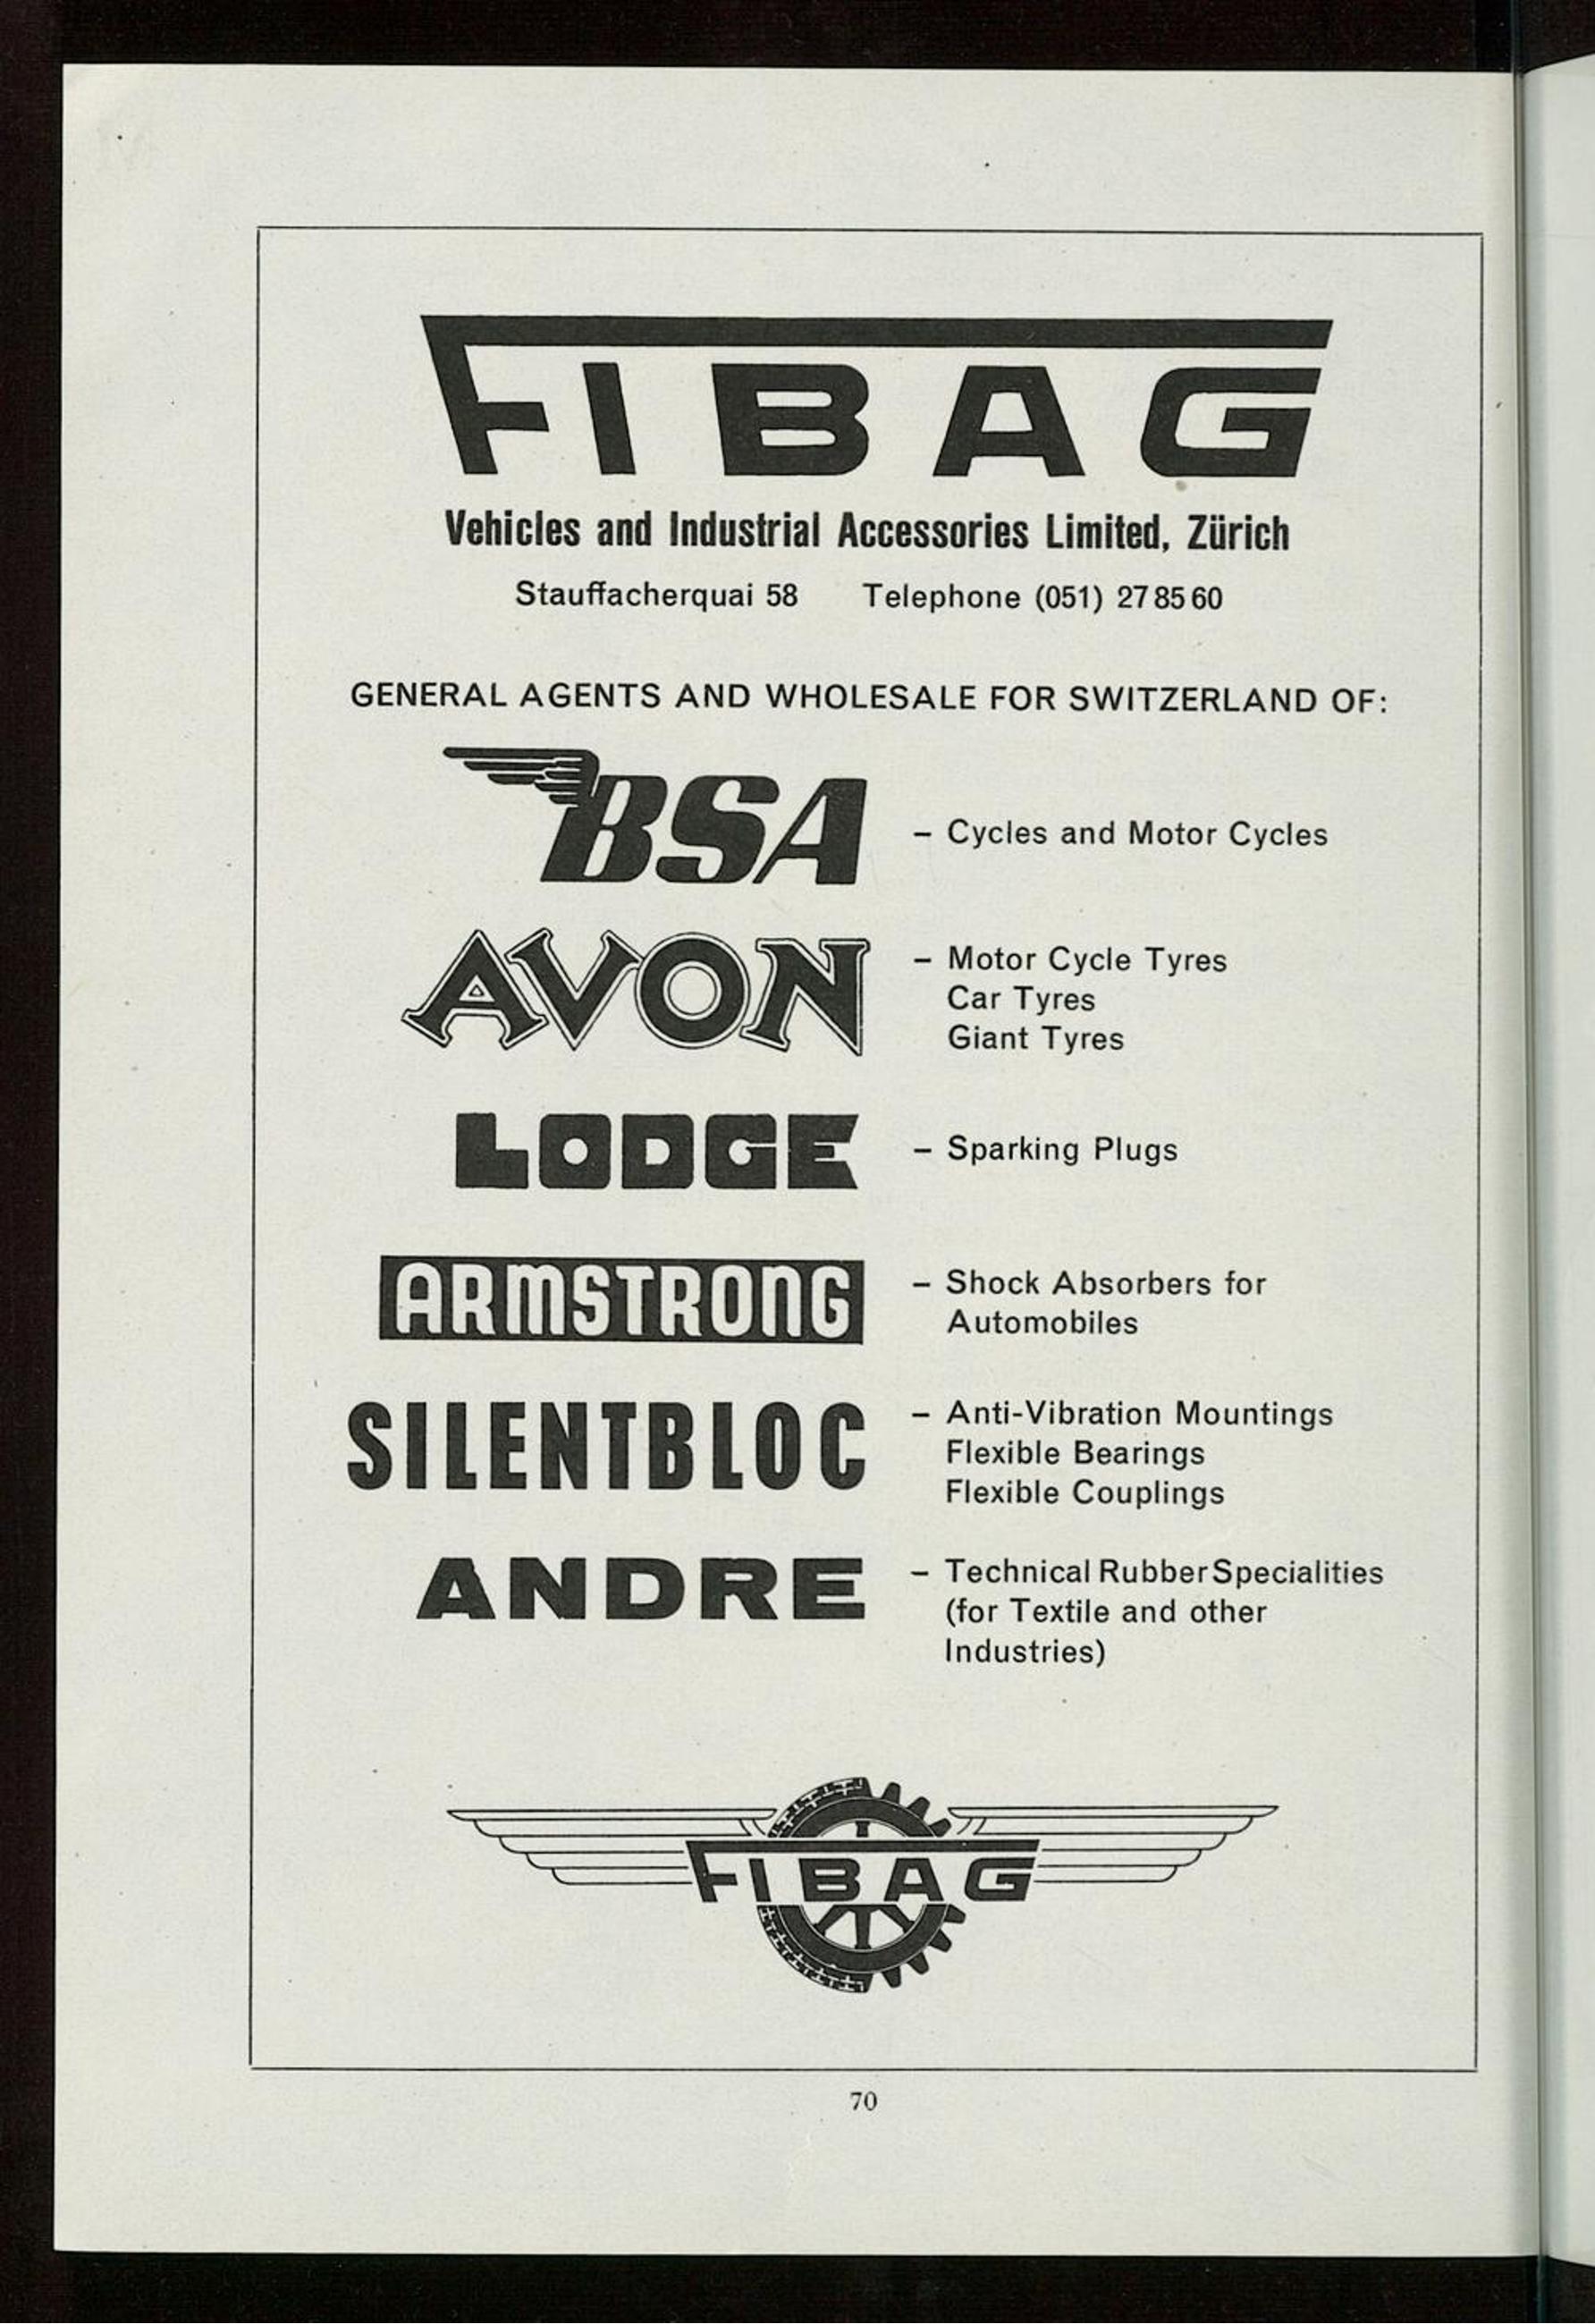 FIBAG
Vehicles and Industrial Accessories Limited, Zürich
Stauffacherquai 58 Telephone (051) 27 85 60
GENERAL AGENTS AND WHOLESALE FOR SWITZERLAND OF:
BSA – Cycles and Motor Cycles
AVON – Motor Cycle Tyres
Car Tyres
Giant Tyres
LODGE – Sparking Plugs
ARMSTRONG – Shock Absorbers for
Automobiles
SILENTBLOC – Anti-Vibration Mountings
Flexible Bearings
Flexible Couplings
ANDRE – Technical Rubber Specialities
(for Textile and other
Industries)
FIBAG
70